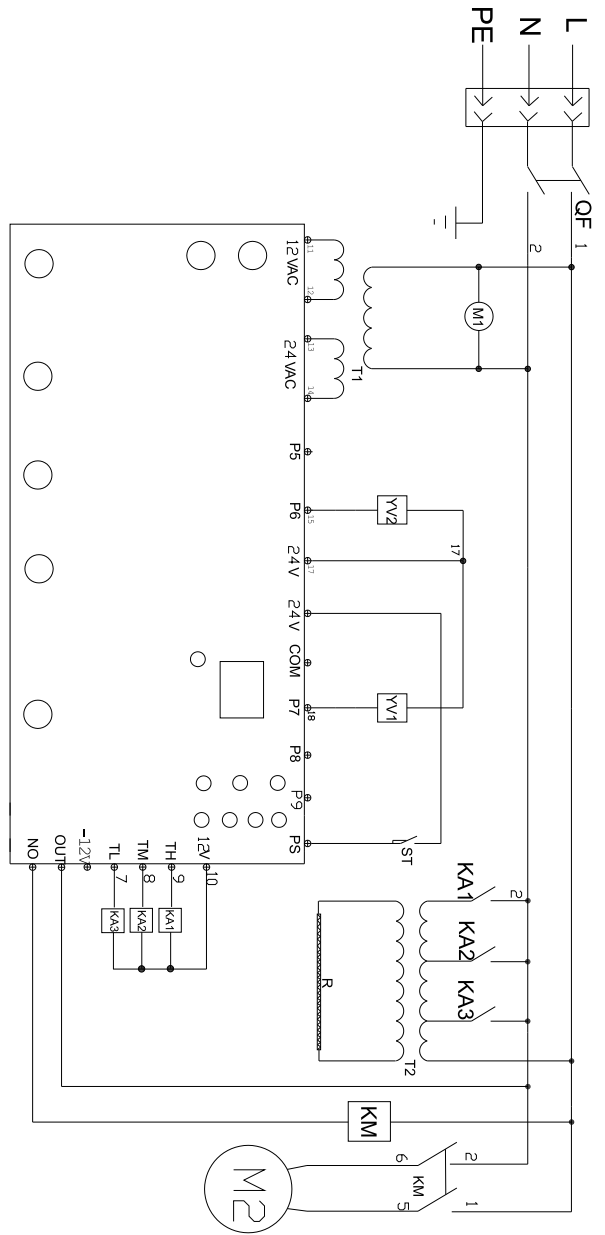 L
N
PE
QF
1
2
11
12VAC
12
13
24VAC
14
T1
M1
P5
P6
15
YV2
24V
17
17
24V
COM
P7
18
YV1
P8
P9
PS
ST
12V
10
TH
9
KA1
TM
8
KA2
TL
7
KA3
-12V
OUT
NO
KA1
2
KA2
KA3
R
T2
KM
2
6
KM
1
5
M2